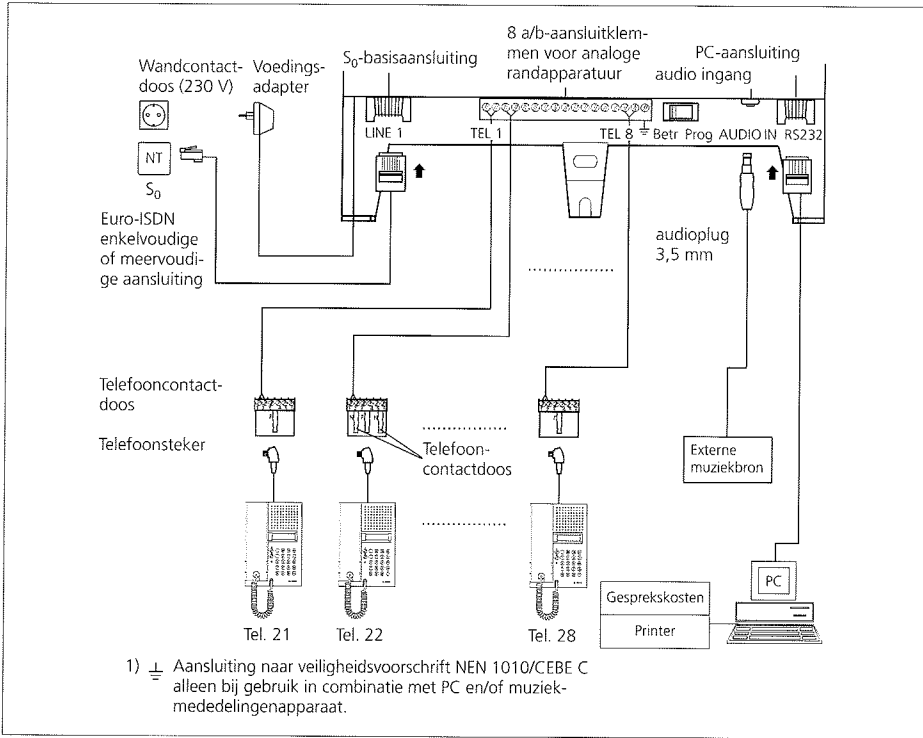 8 a/b-aansluitklem-
men voor analoge
randapparatuur
S0-basisaansluiting
PC-aansluiting
audio ingang
Wandcontact-
doos (230 V)
Voedings-
adapter
LINE 1
TEL 1
TEL 8
Betr Prog AUDIO IN RS232
NT
S0
Euro-ISDN
enkelvoudige
of meervoudi-
ge aansluiting
audioplug
3,5 mm
Telefooncontact-
doos
Telefoonsteker
Telefoon-
contactdoos
Externe
muziekbron
PC
Gesprekskosten
Printer
Tel. 21
Tel. 22
Tel. 28
1) ⏚ Aansluiting naar veiligheidsvoorschrift NEN 1010/CEBE C
alleen bij gebruik in combinatie met PC en/of muziek-
mededelingenapparaat.